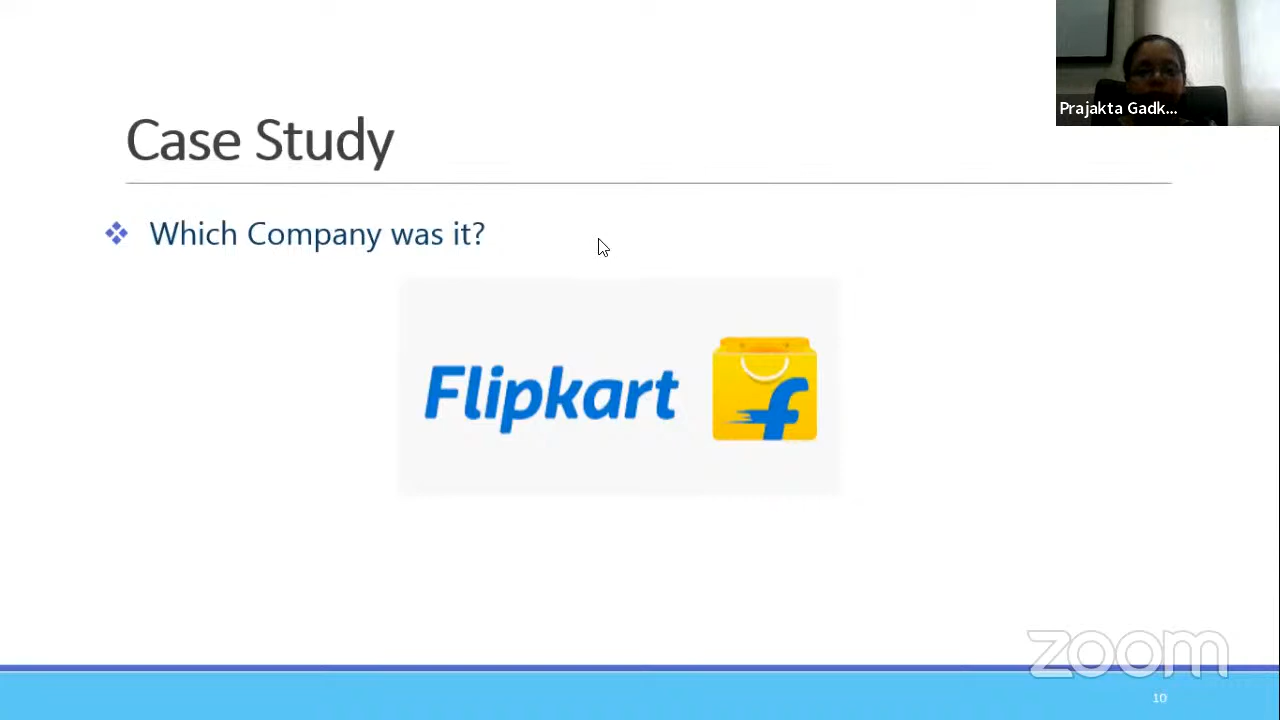 Prajakta Gadk...
Case Study
Which Company was it?
Flipkart
f
zoom
10